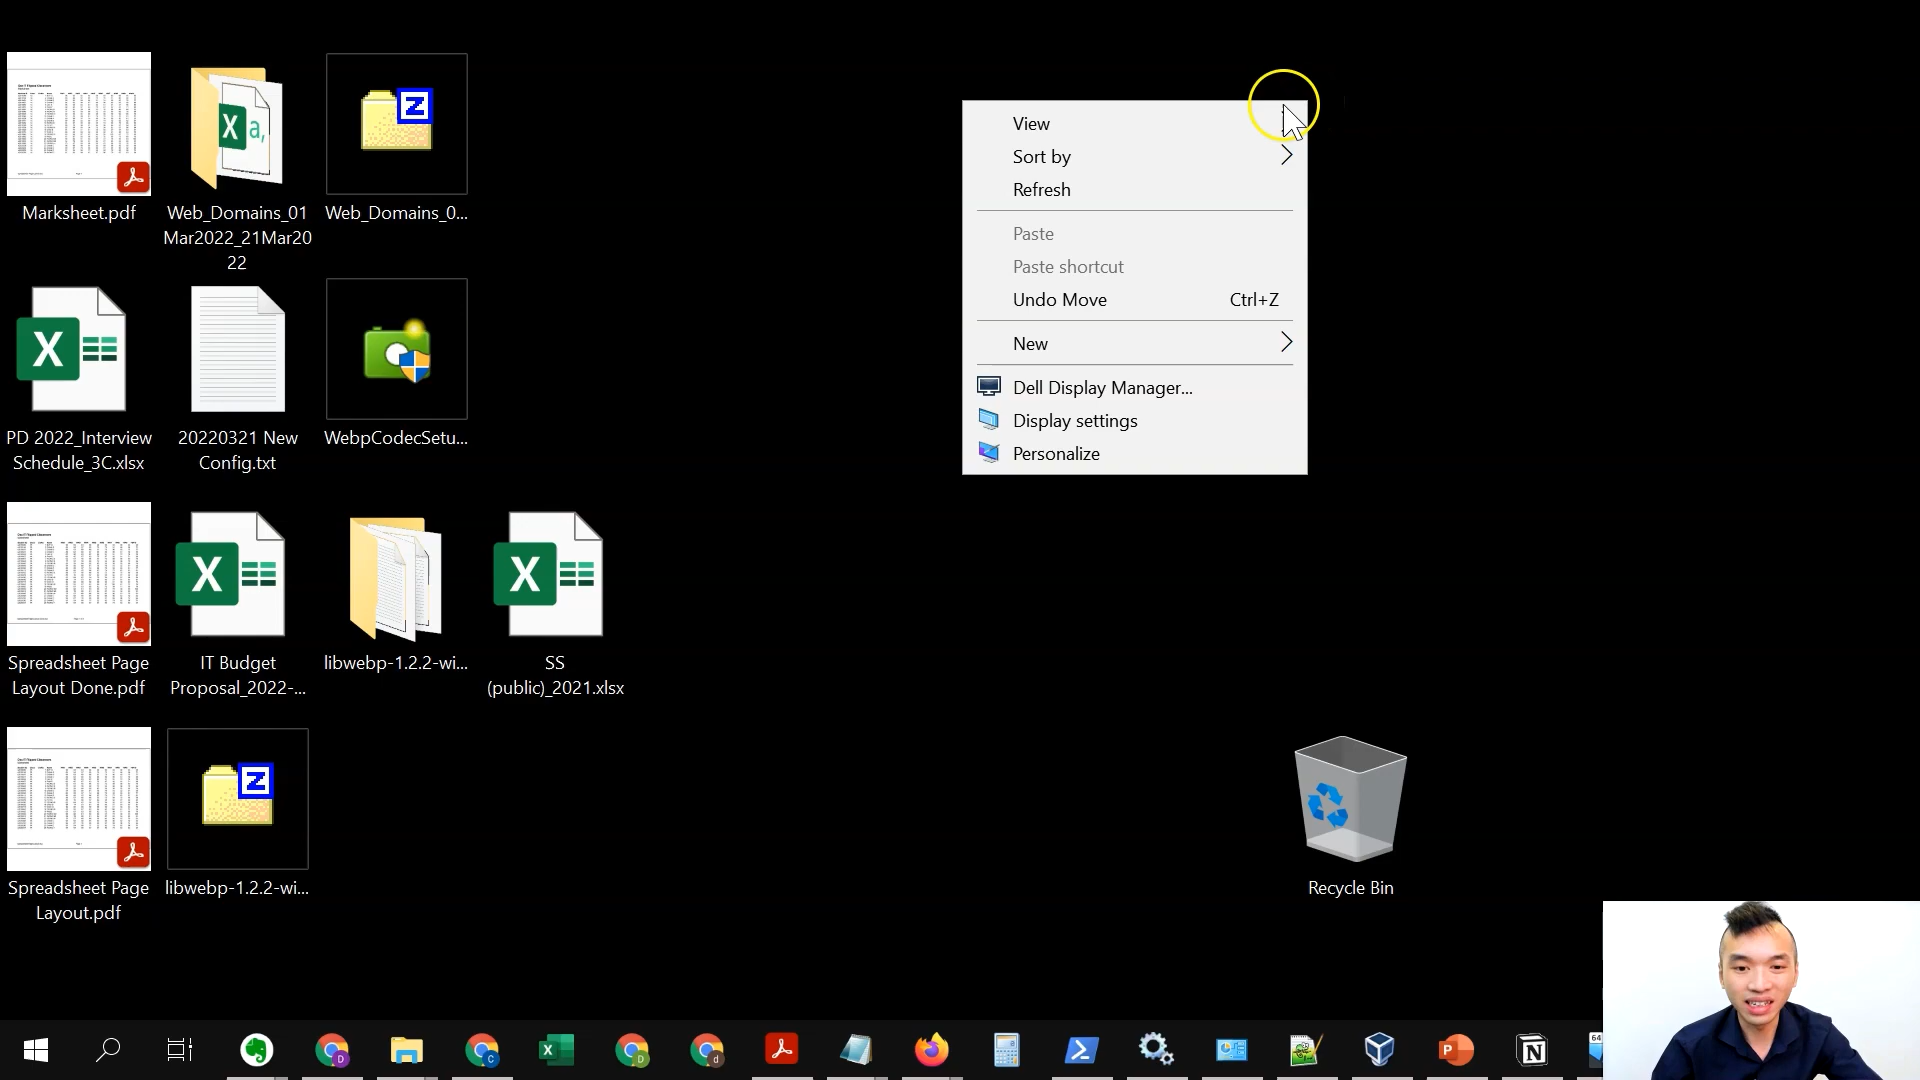 Marksheet.pdf
Web_Domains_01
Mar2022_21Mar20
22
Web_Domains_0...
PD 2022_Interview
Schedule_3C.xlsx
20220321 New
Config.txt
WebpCodecSetu...
Spreadsheet Page
Layout Done.pdf
IT Budget
Proposal_2022-...
libwebp-1.2.2-wi...
SS
(public)_2021.xlsx
Spreadsheet Page
Layout.pdf
libwebp-1.2.2-wi...
View
Sort by
Refresh
Paste
Paste shortcut
Undo Move Ctrl+Z
New
Dell Display Manager...
Display settings
Personalize
Recycle Bin